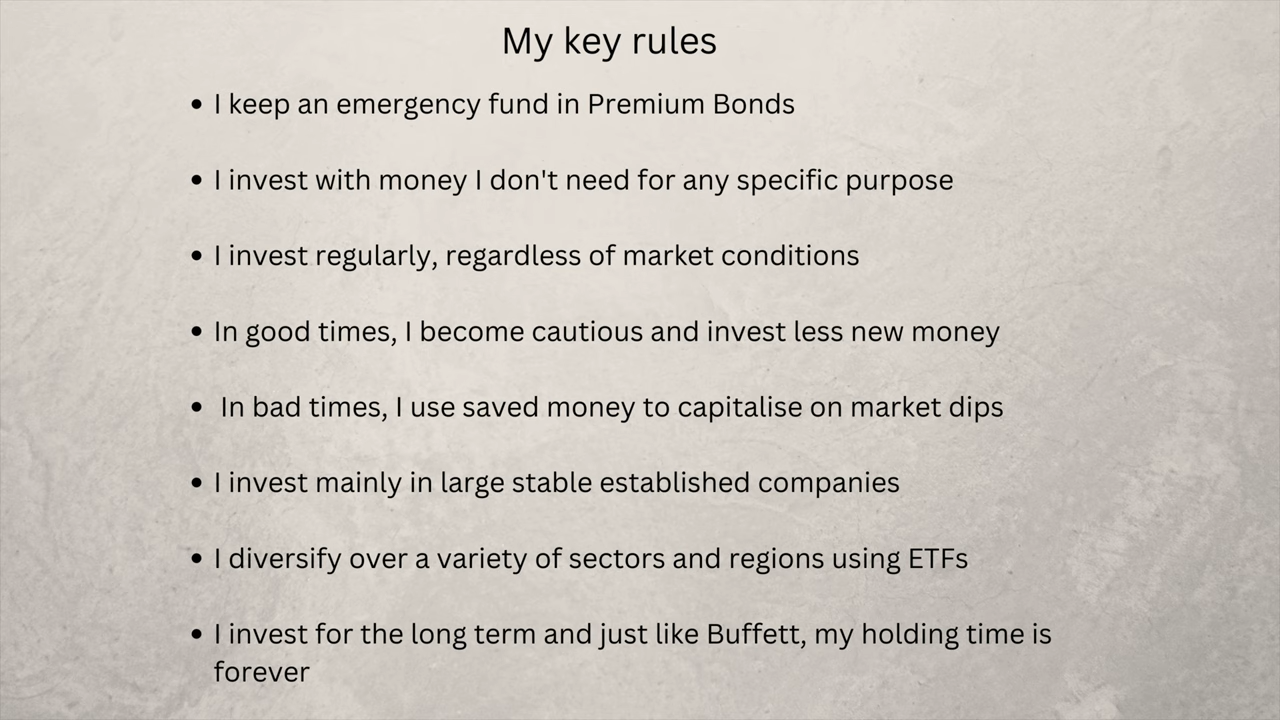 My key rules
• I keep an emergency fund in Premium Bonds
• I invest with money I don't need for any specific purpose
• I invest regularly, regardless of market conditions
• In good times, I become cautious and invest less new money
• In bad times, I use saved money to capitalise on market dips
• I invest mainly in large stable established companies
• I diversify over a variety of sectors and regions using ETFs
• I invest for the long term and just like Buffett, my holding time is
forever